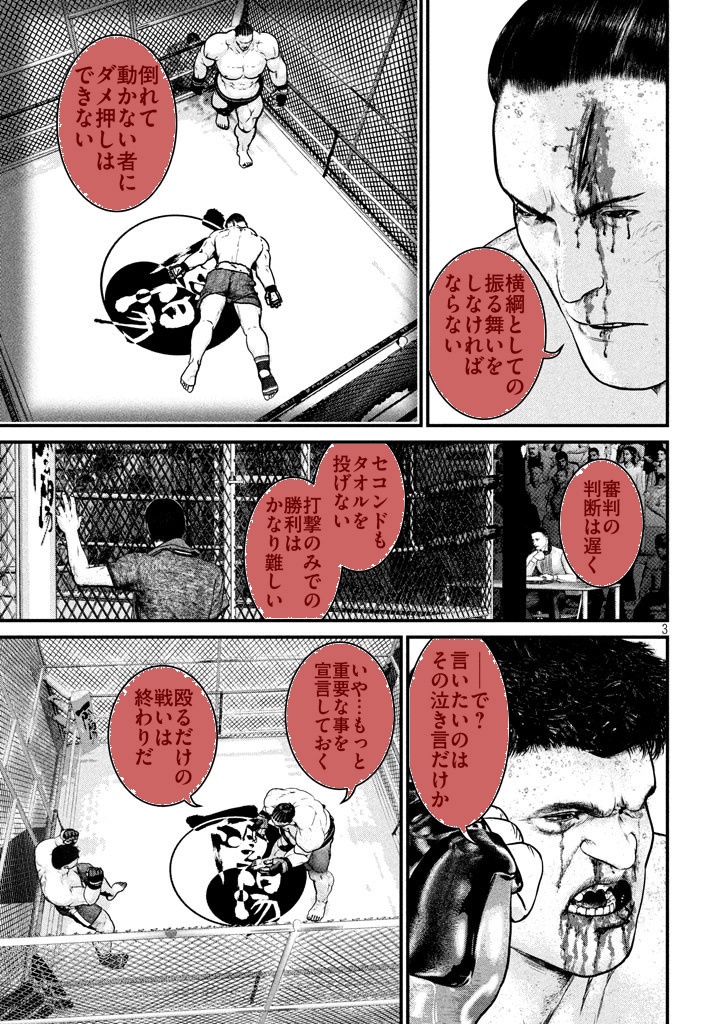 横綱としての
振る舞いを
しなければ
ならない
倒れて
動かない者に
ダメ押しは
できない
審判の
判断は遅く
セコンドも
タオルを
投げない
打撃のみでの
勝利は
かなり難しい
3
――で？
言いたいのは
その泣き言だけか
いや…もっと
重要な事を
宣言しておく
殴るだけの
戦いは
終わりだ